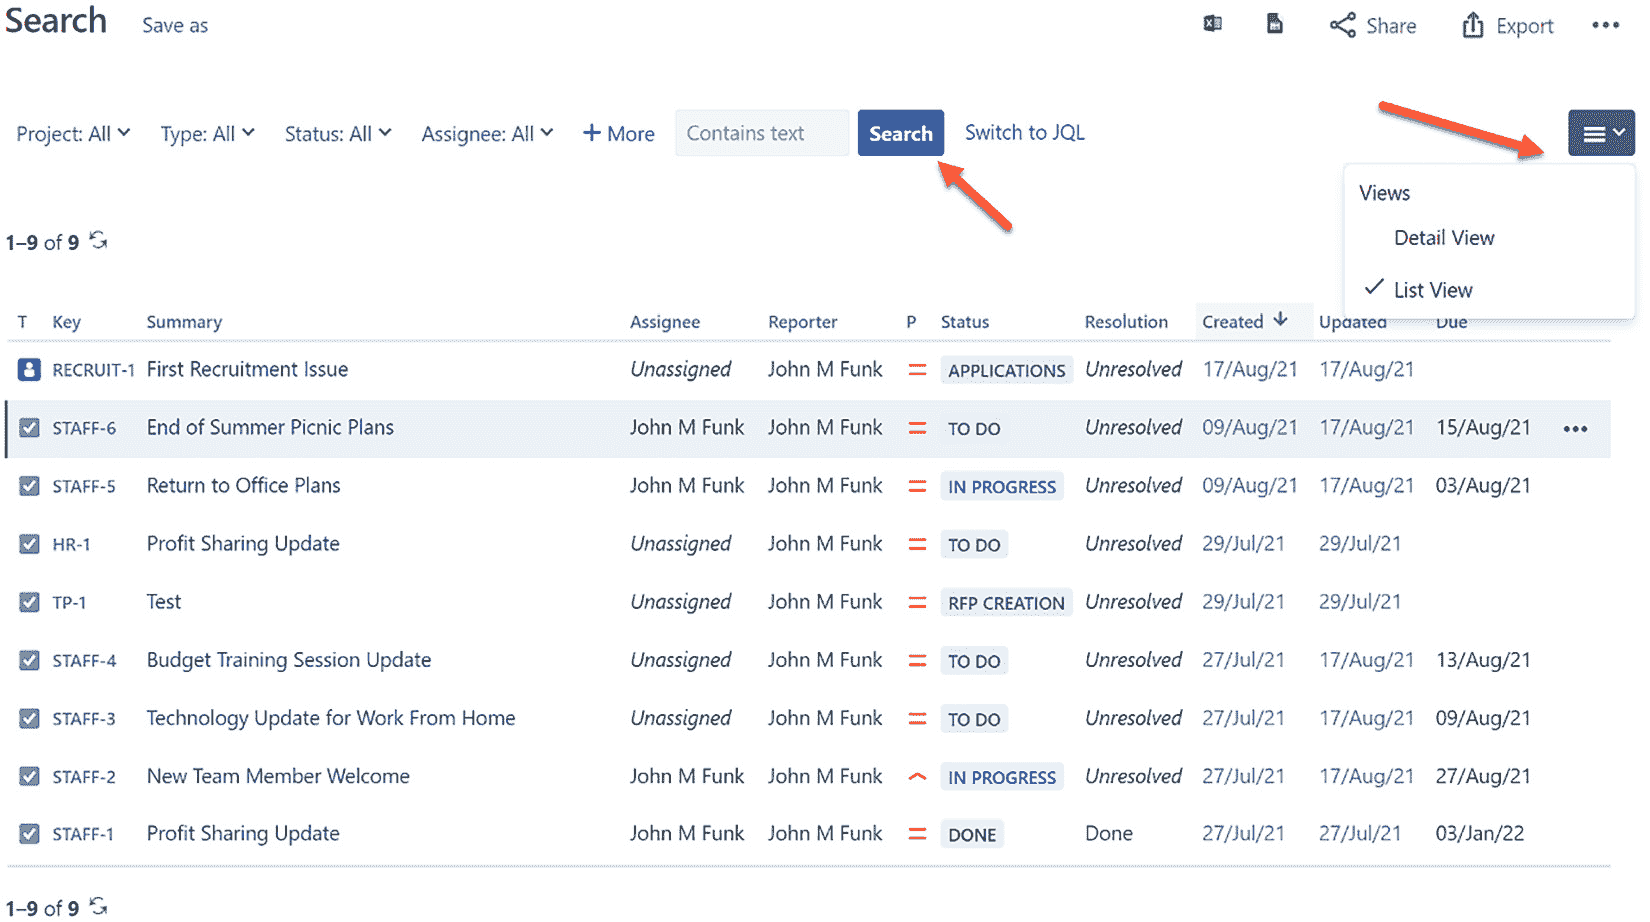 Search Save as Share Export
Project: All Type: All Status: All Assignee: All + More Contains text Search Switch to JQL
Views
Detail View
List View
1–9 of 9
T Key Summary Assignee Reporter P Status Resolution Created Updated Due
RECRUIT-1 First Recruitment Issue Unassigned John M Funk APPLICATIONS Unresolved 17/Aug/21 17/Aug/21
STAFF-6 End of Summer Picnic Plans John M Funk John M Funk TO DO Unresolved 09/Aug/21 17/Aug/21 15/Aug/21
STAFF-5 Return to Office Plans John M Funk John M Funk IN PROGRESS Unresolved 09/Aug/21 17/Aug/21 03/Aug/21
HR-1 Profit Sharing Update Unassigned John M Funk TO DO Unresolved 29/Jul/21 29/Jul/21
TP-1 Test Unassigned John M Funk RFP CREATION Unresolved 29/Jul/21 29/Jul/21
STAFF-4 Budget Training Session Update Unassigned John M Funk TO DO Unresolved 27/Jul/21 17/Aug/21 13/Aug/21
STAFF-3 Technology Update for Work From Home Unassigned John M Funk TO DO Unresolved 27/Jul/21 17/Aug/21 09/Aug/21
STAFF-2 New Team Member Welcome John M Funk John M Funk IN PROGRESS Unresolved 27/Jul/21 17/Aug/21 27/Aug/21
STAFF-1 Profit Sharing Update John M Funk John M Funk DONE Done 27/Jul/21 27/Jul/21 03/Jan/22
1–9 of 9